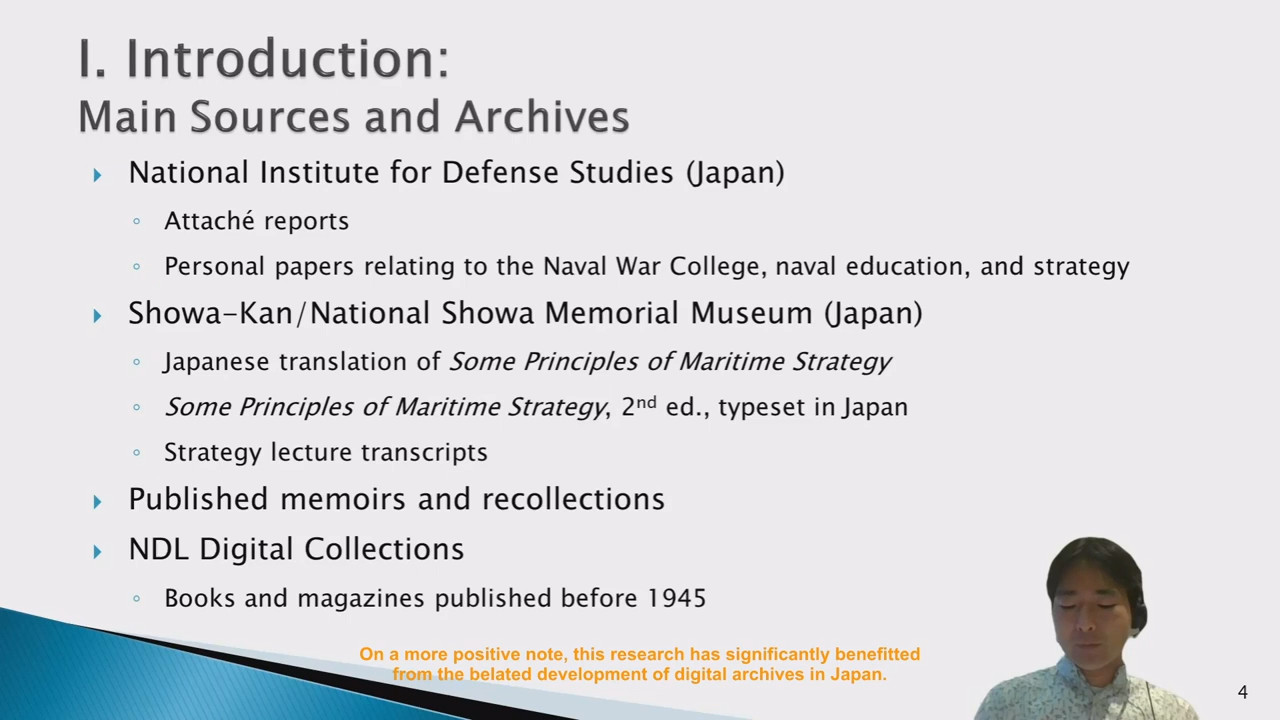 I. Introduction:
Main Sources and Archives
National Institute for Defense Studies (Japan)
Attaché reports
Personal papers relating to the Naval War College, naval education, and strategy
Showa-Kan/National Showa Memorial Museum (Japan)
Japanese translation of Some Principles of Maritime Strategy
Some Principles of Maritime Strategy, 2nd ed., typeset in Japan
Strategy lecture transcripts
Published memoirs and recollections
NDL Digital Collections
Books and magazines published before 1945
On a more positive note, this research has significantly benefitted
from the belated development of digital archives in Japan.
4